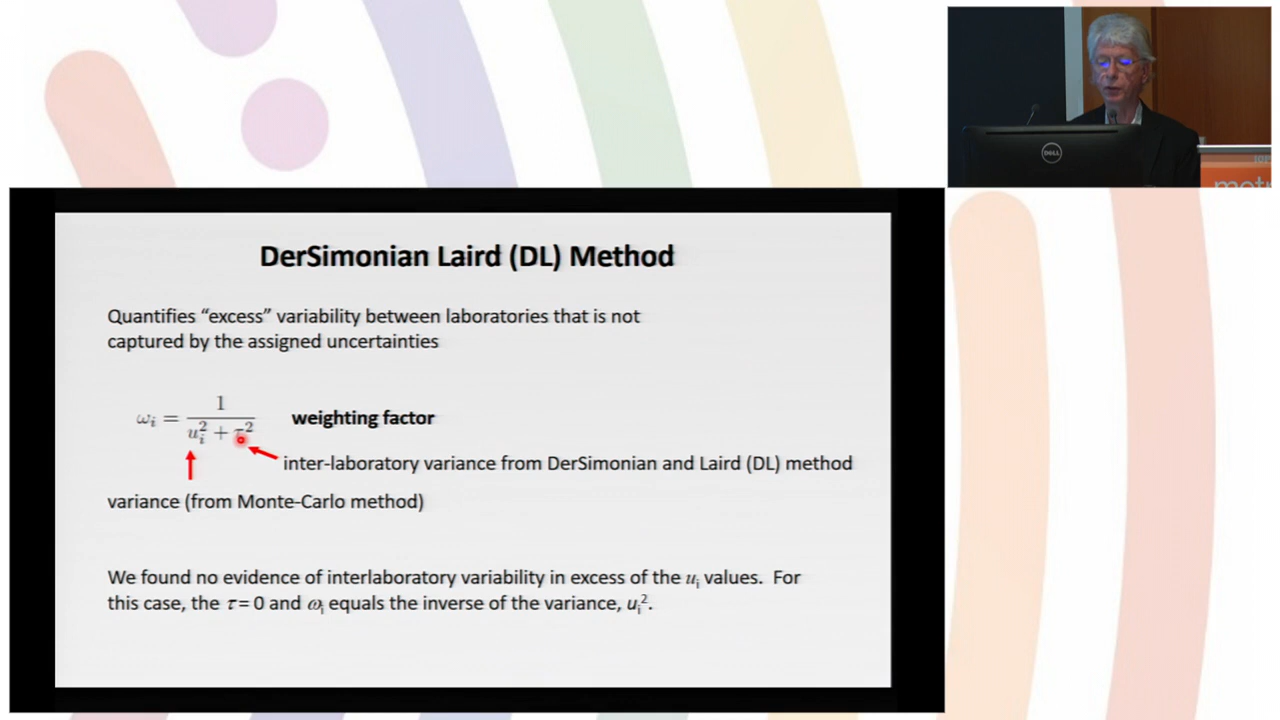 DELL
DerSimonian Laird (DL) Method
Quantifies “excess” variability between laboratories that is not
captured by the assigned uncertainties
ωᵢ = 1 / (uᵢ² + τ²) weighting factor
inter-laboratory variance from DerSimonian and Laird (DL) method
variance (from Monte-Carlo method)
We found no evidence of interlaboratory variability in excess of the uᵢ values. For
this case, the τ = 0 and ωᵢ equals the inverse of the variance, uᵢ².